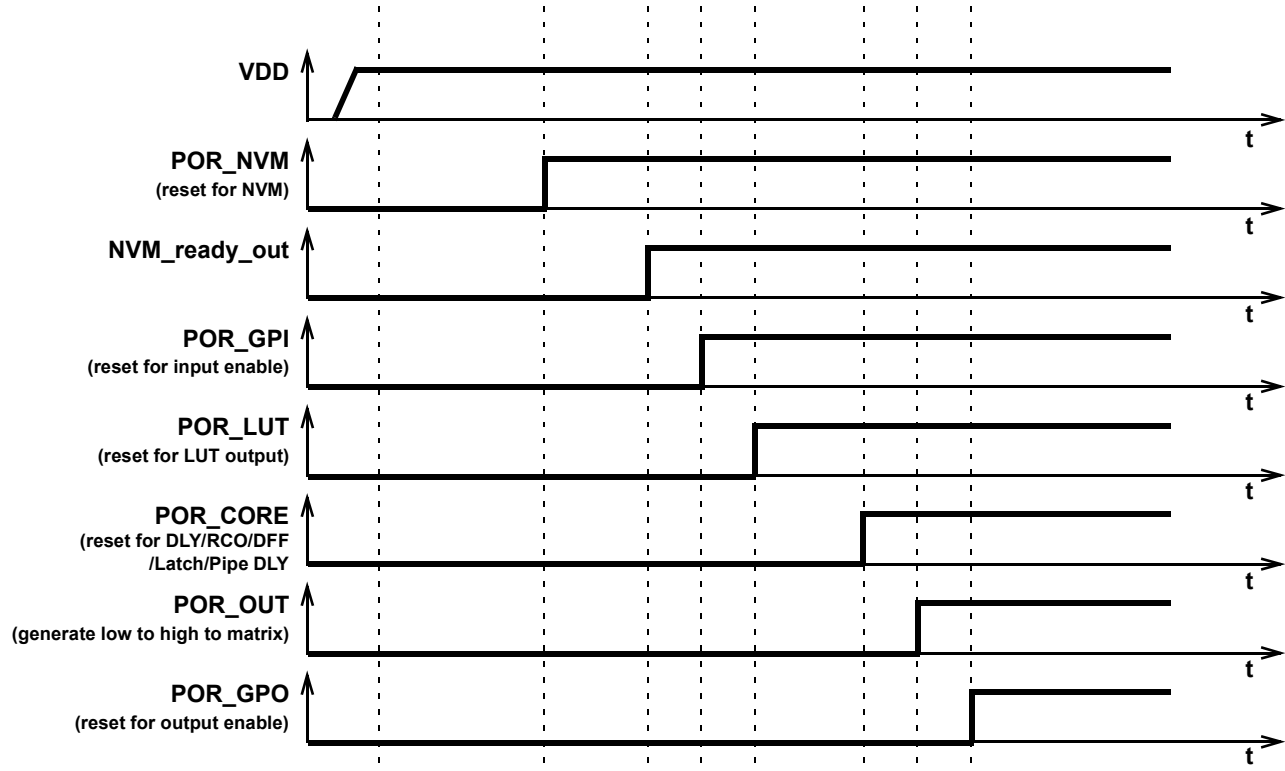 VDD
t
POR_NVM
(reset for NVM)
t
NVM_ready_out
t
POR_GPI
(reset for input enable)
t
POR_LUT
(reset for LUT output)
t
POR_CORE
(reset for DLY/RCO/DFF
/Latch/Pipe DLY
t
POR_OUT
(generate low to high to matrix)
t
POR_GPO
(reset for output enable)
t